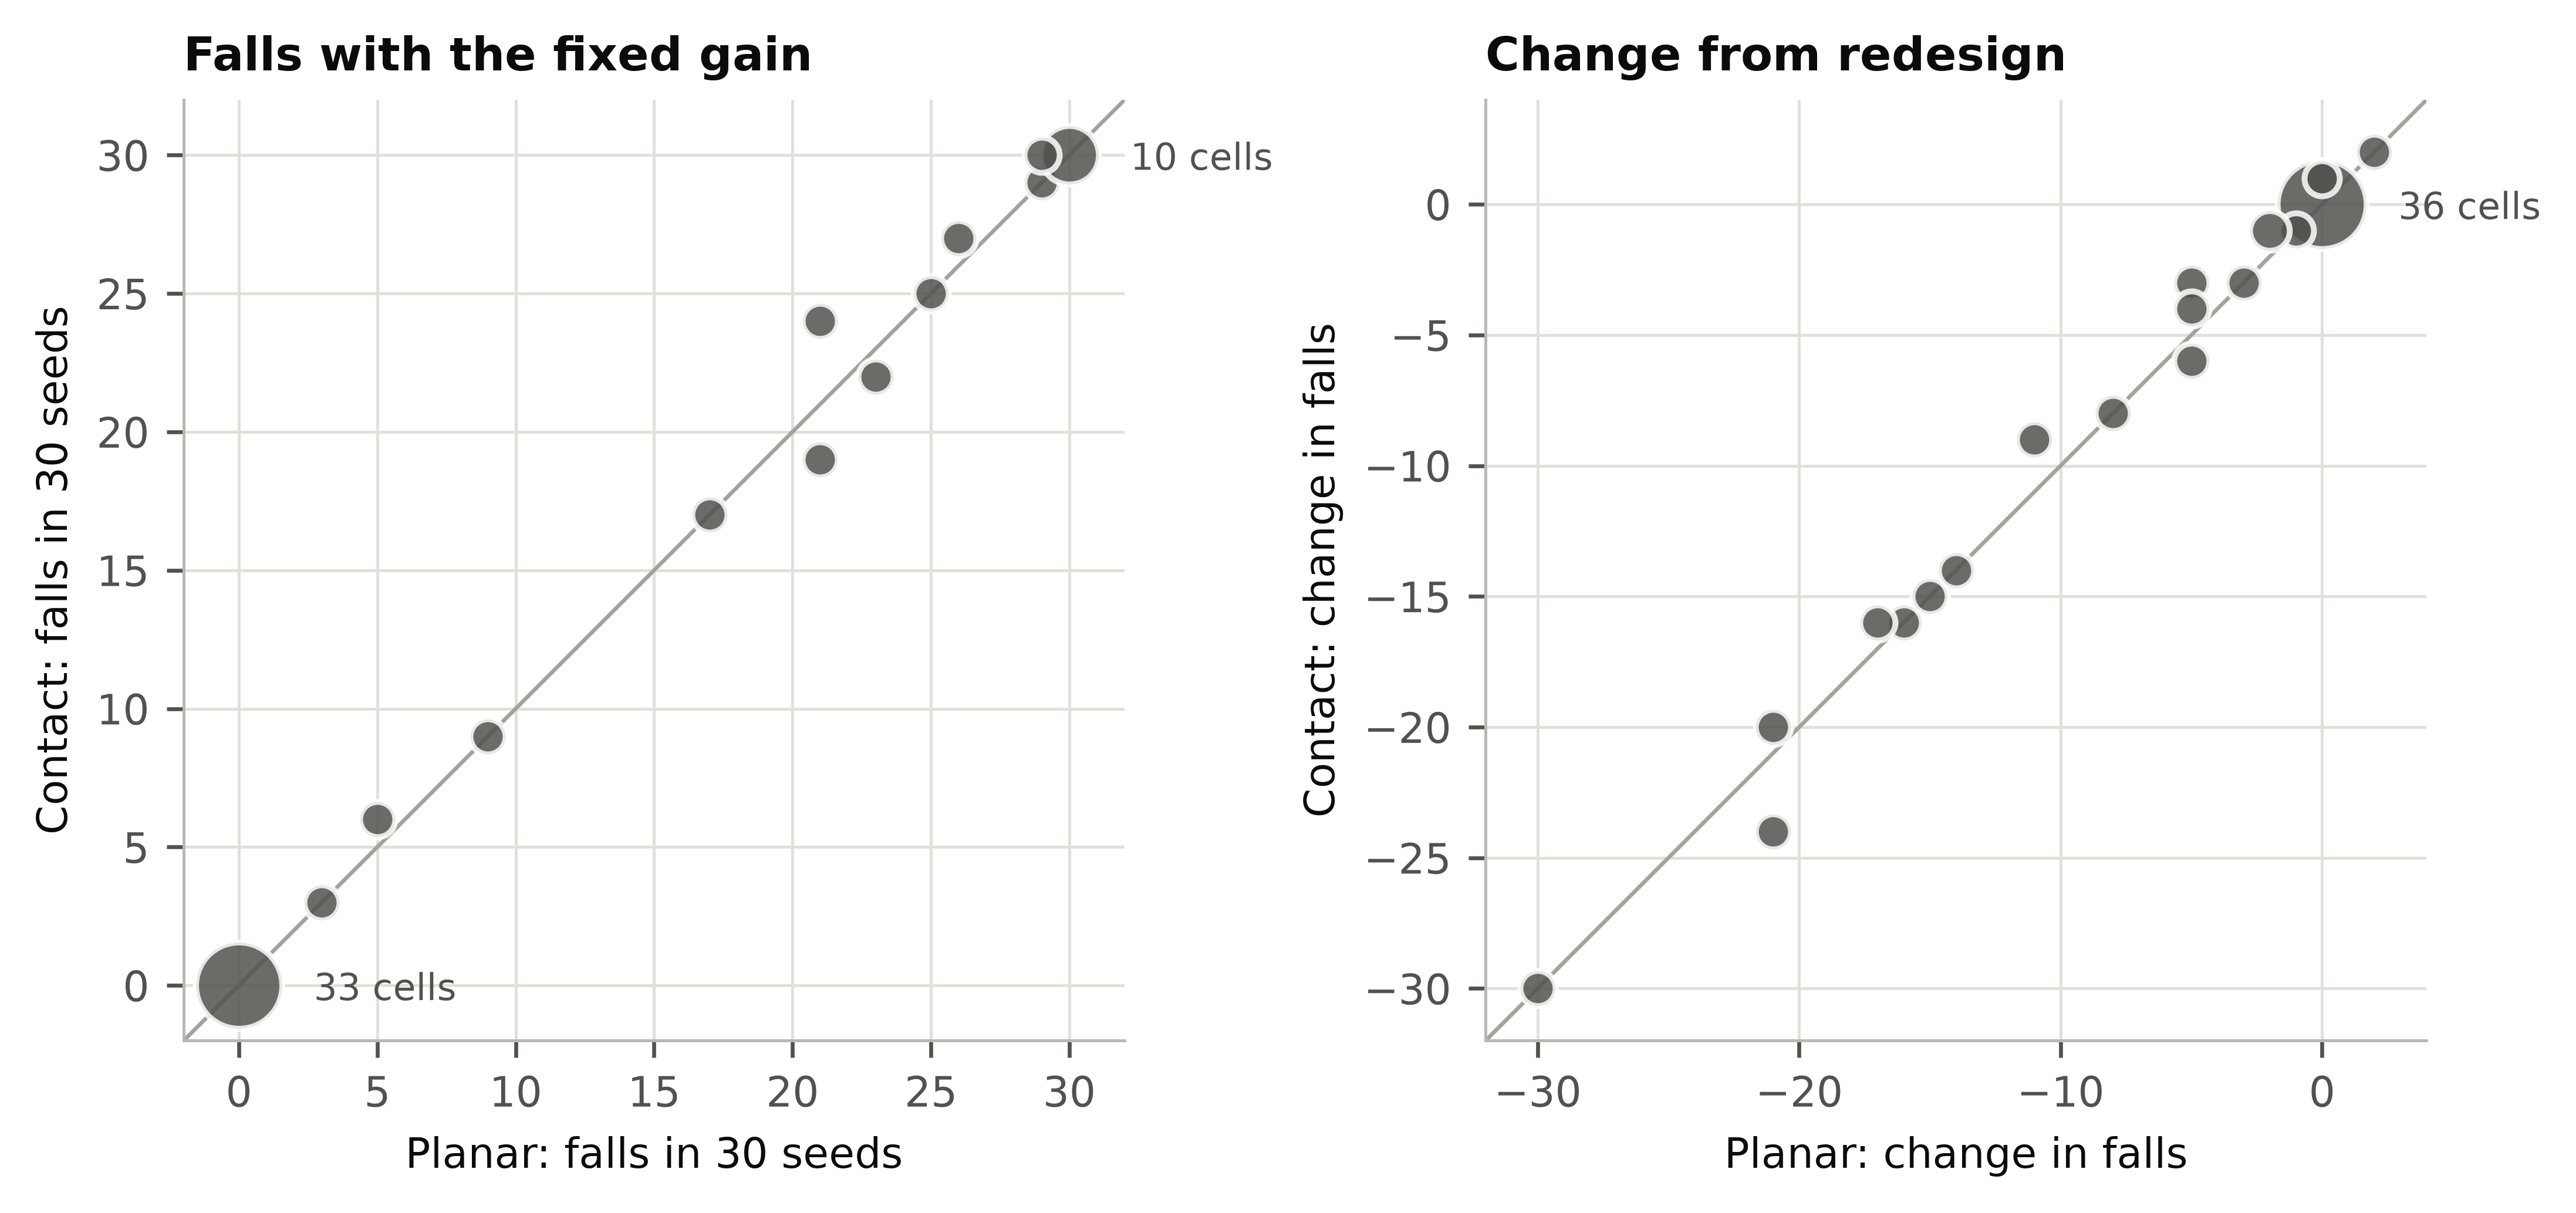 Falls with the fixed gain
Contact: falls in 30 seeds
30
25
20
15
10
5
0
10 cells
33 cells
0 5 10 15 20 25 30
Planar: falls in 30 seeds
Change from redesign
Contact: change in falls
0
−5
−10
−15
−20
−25
−30
36 cells
−30 −20 −10 0
Planar: change in falls